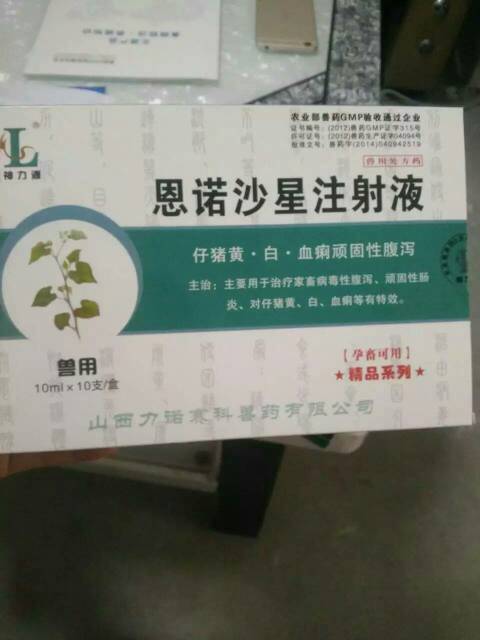 农业部兽药GMP验收通过企业
证书编号：(2012)兽药GMP证字315号
许可证号：(2012)兽药生产证字04094号
批准文号：兽药字(2014)040942519
兽用处方药
神力源
恩诺沙星注射液
仔猪黄·白·血痢顽固性腹泻
主治：主要用于治疗家畜病毒性腹泻、顽固性肠
炎、对仔猪黄、白、血痢等有特效。
兽用
10ml×10支/盒
【孕畜可用】
★精品系列★
山西力诺京科兽药有限公司